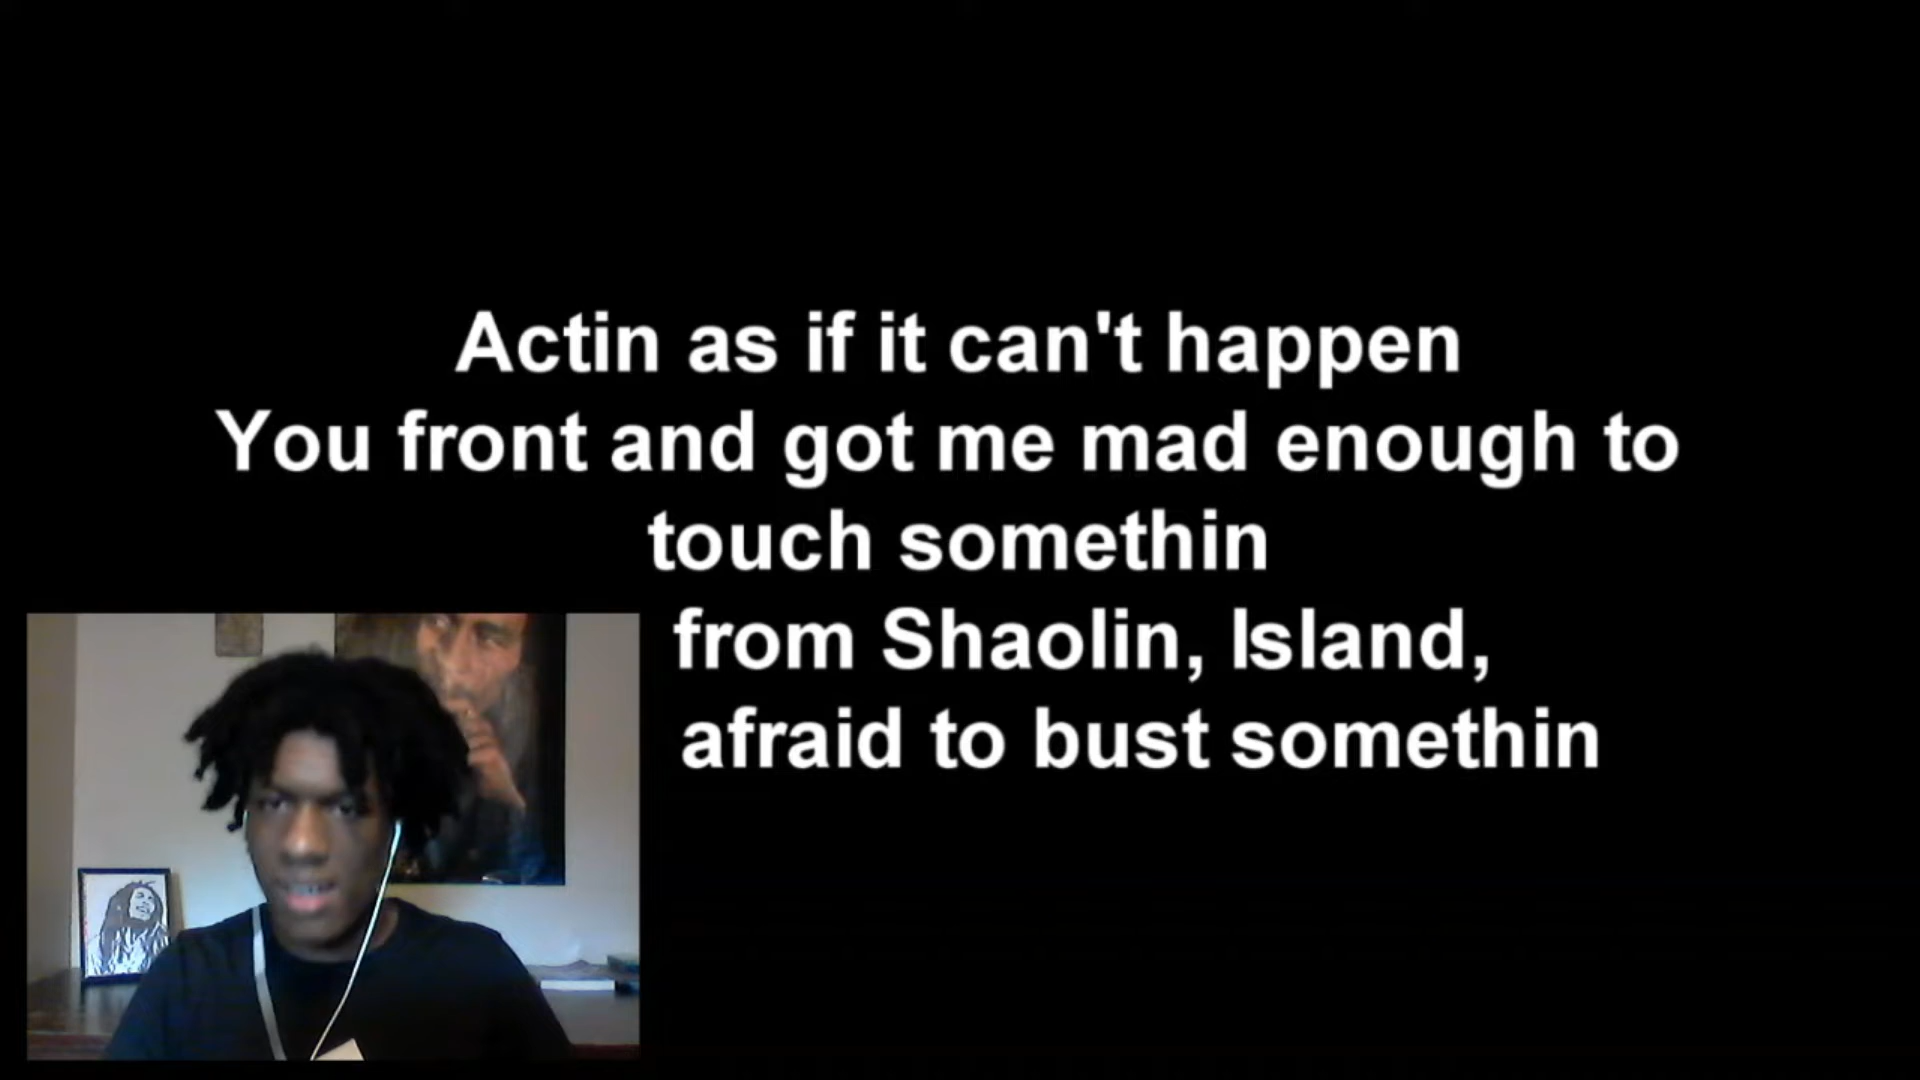 Actin as if it can't happen
You front and got me mad enough to
touch somethin
from Shaolin, Island,
afraid to bust somethin